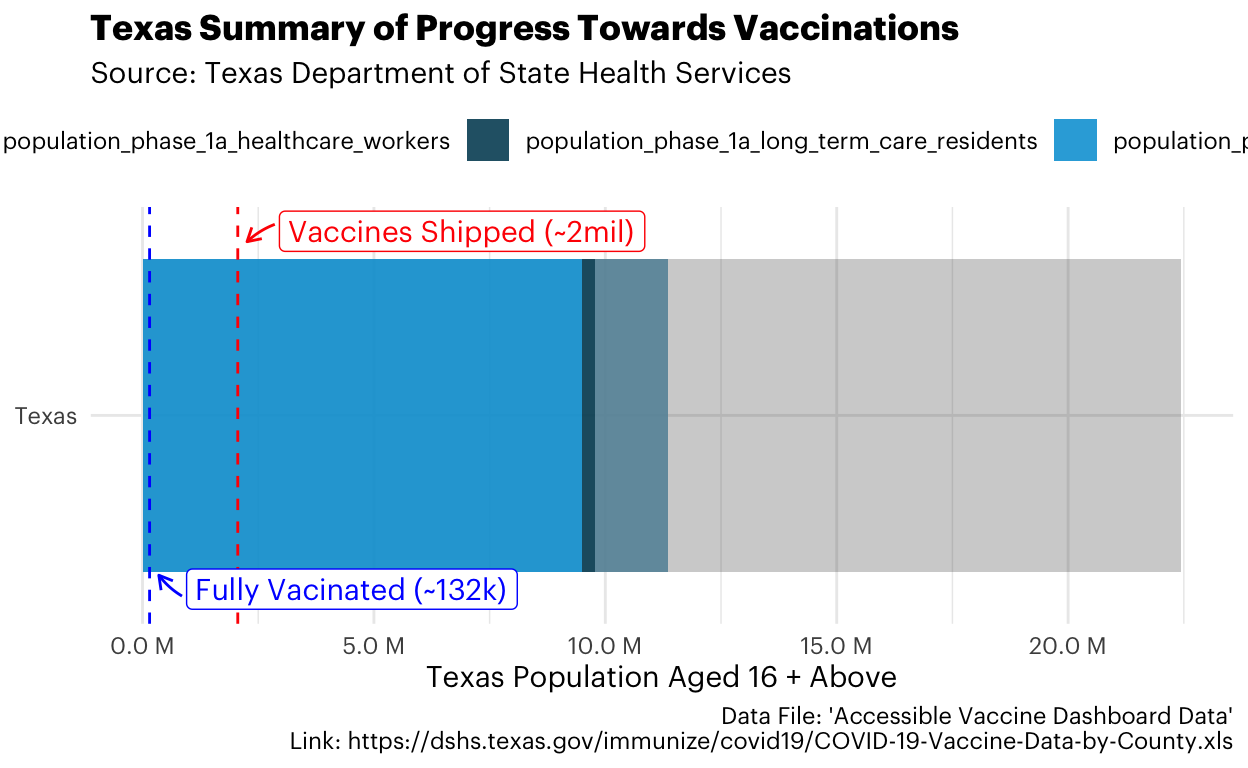 Texas Summary of Progress Towards Vaccinations
Source: Texas Department of State Health Services
population_phase_1a_healthcare_workers population_phase_1a_long_term_care_residents population_p
Vaccines Shipped (~2mil)
Texas
Fully Vacinated (~132k)
0.0 M 5.0 M 10.0 M 15.0 M 20.0 M
Texas Population Aged 16 + Above
Data File: 'Accessible Vaccine Dashboard Data'
Link: https://dshs.texas.gov/immunize/covid19/COVID-19-Vaccine-Data-by-County.xls